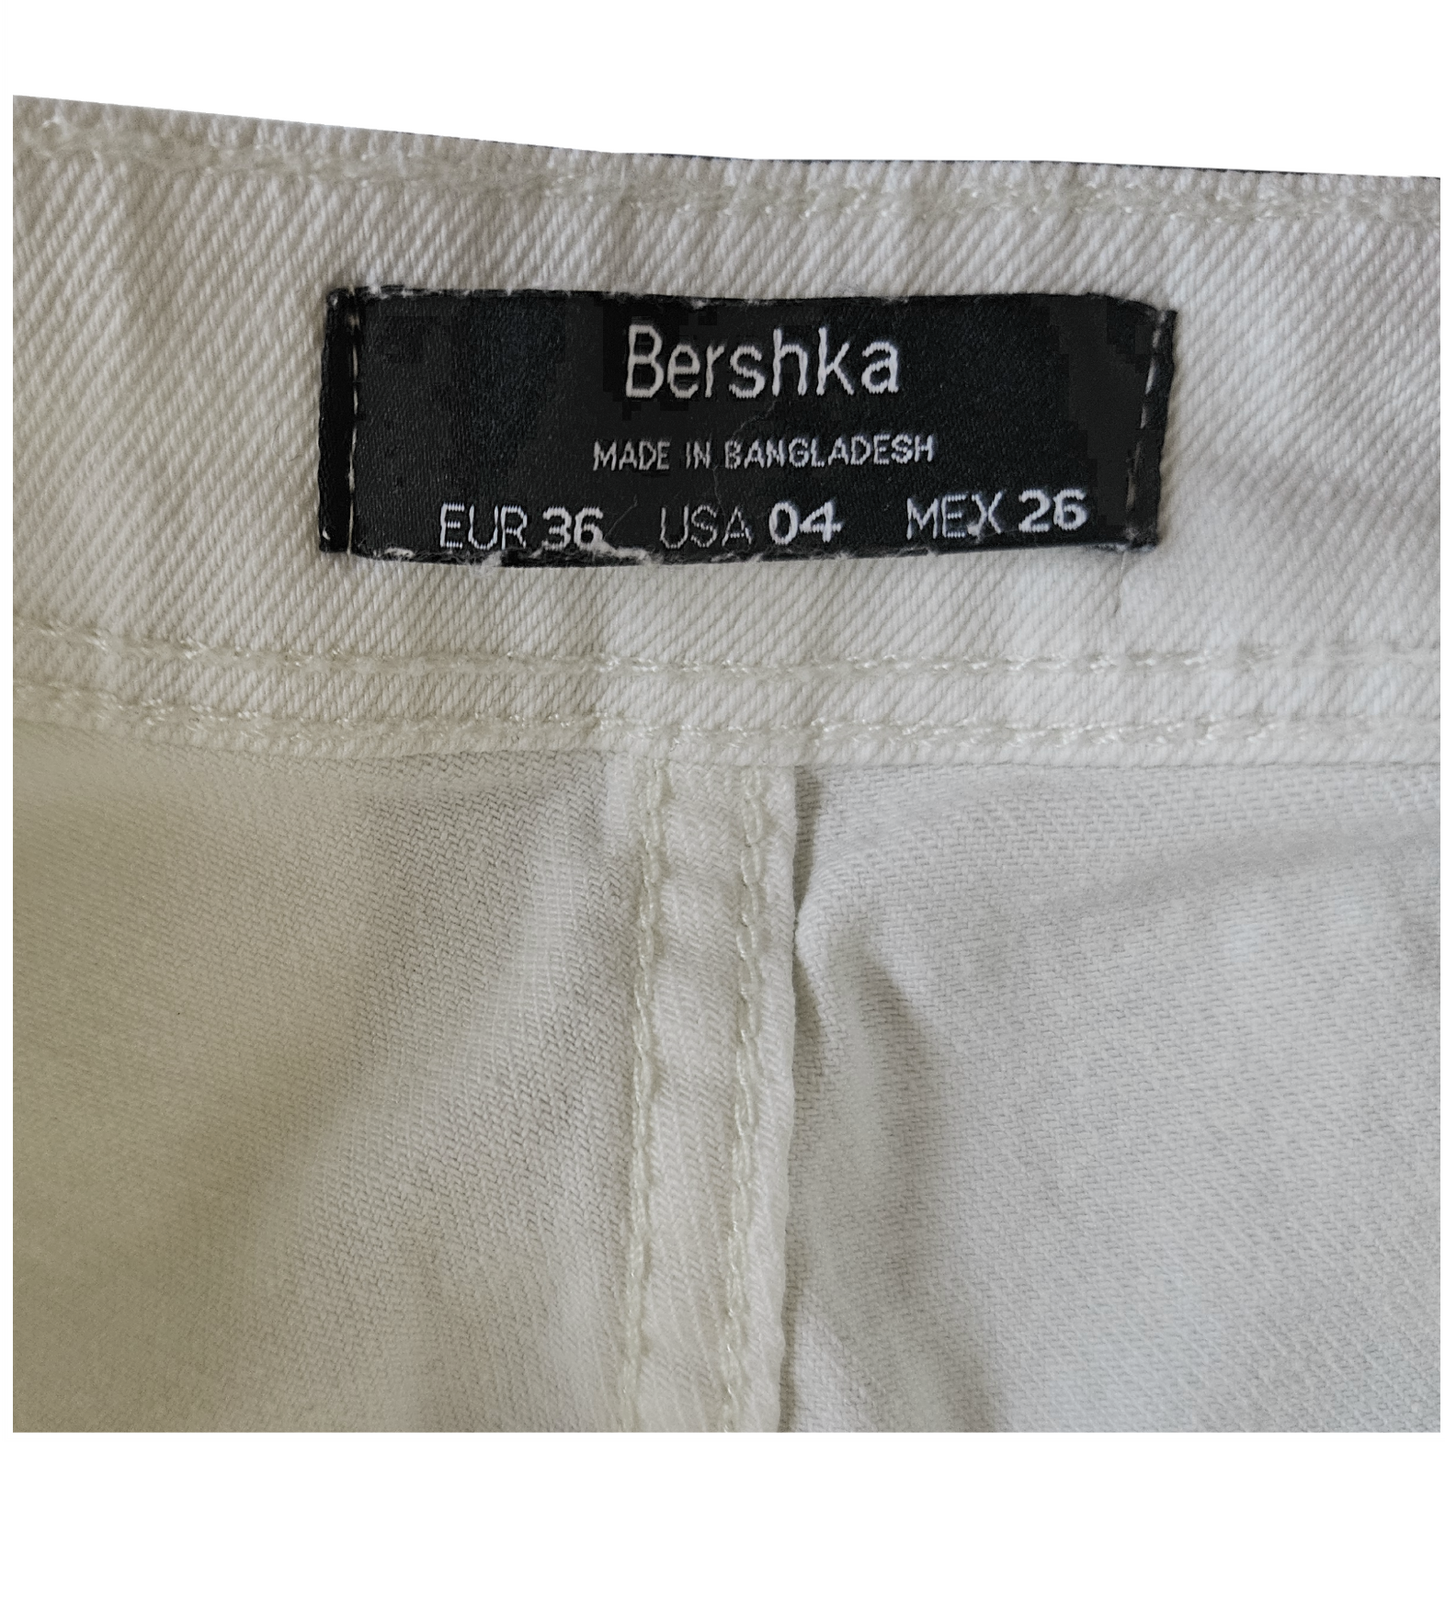 Bershka
MADE IN BANGLADESH
EUR 36 USA 04 MEX 26